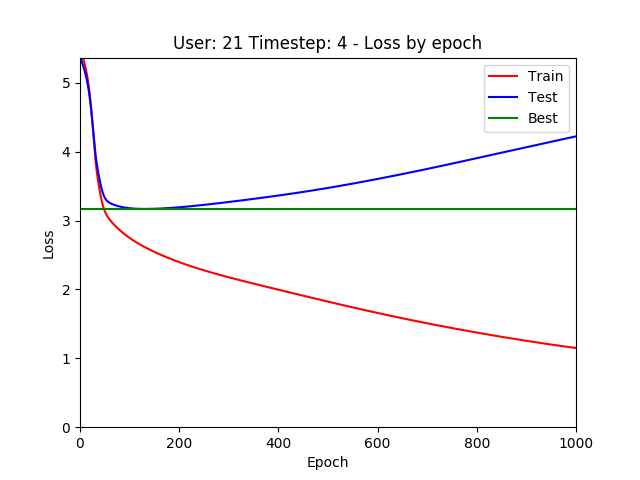 User: 21 Timestep: 4 - Loss by epoch
Train
Test
Best
5
4
3
2
1
0
Loss
0 200 400 600 800 1000
Epoch